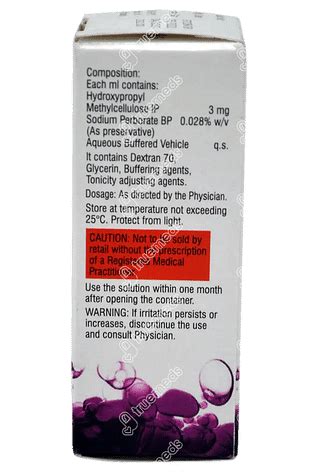 Composition:
Each ml contains:
Hydroxypropyl
Methylcellulose IP 3 mg
Sodium Perborate BP 0.028% w/v
(As preservative)
Aqueous Buffered Vehicle q.s.
It contains Dextran 70,
Glycerin, Buffering agents,
Tonicity adjusting agents.
Dosage: As directed by the Physician.
Store at temperature not exceeding
25°C. Protect from light.
CAUTION: Not to be sold by
retail without the prescription
of a Registered Medical
Practitioner.
Use the solution within one month
after opening the container.
WARNING: If irritation persists or
increases, discontinue the use
and consult Physician.
truemeds